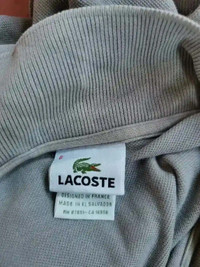 LACOSTE
DESIGNED IN FRANCE
MADE IN EL SALVADOR